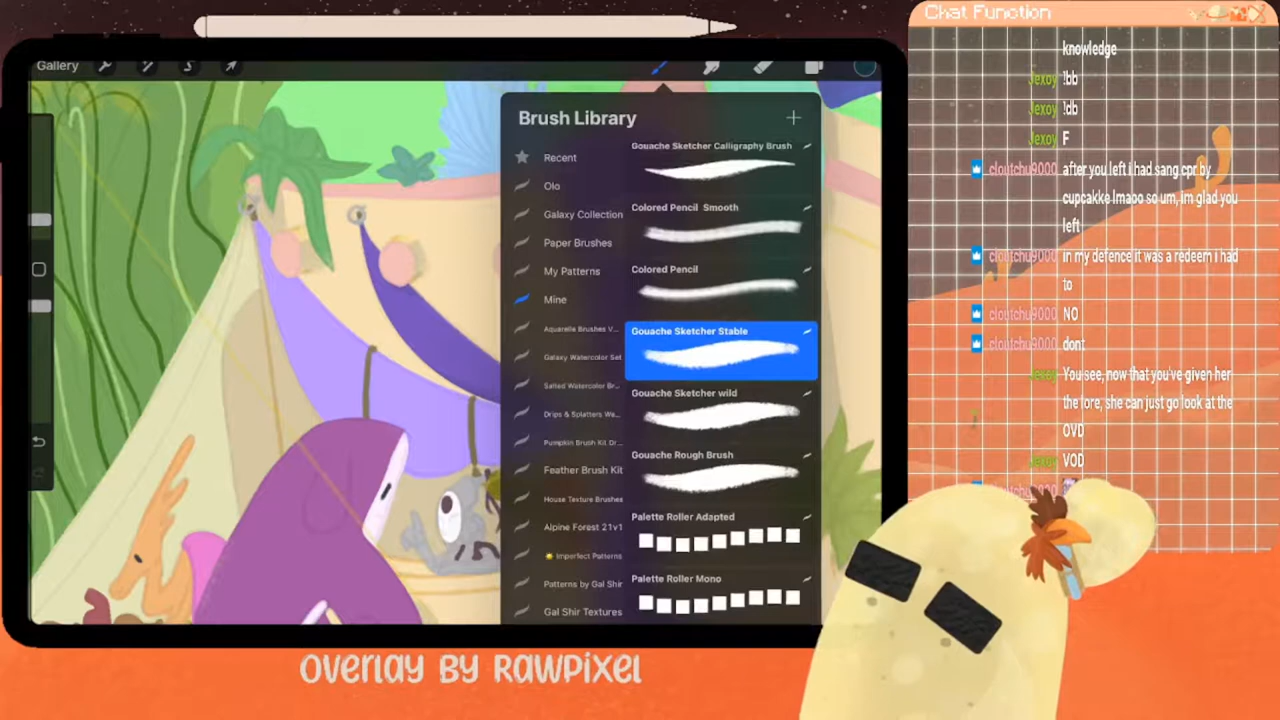 Chat Function
Gallery
Brush Library
Recent
Olo
Galaxy Collection
Paper Brushes
My Patterns
Mine
Aquarelle Brushes V...
Galaxy Watercolor Set
Salted Watercolor Br...
Drips & Splatters We...
Pumpkin Brush Kit Dr...
Feather Brush Kit
House Texture Brushes
Alpine Forest 21v1
Imperfect Patterns
Patterns by Gal Shir
Gal Shir Textures
Gouache Sketcher Calligraphy Brush
Colored Pencil Smooth
Colored Pencil
Gouache Sketcher Stable
Gouache Sketcher wild
Gouache Rough Brush
Palette Roller Adapted
Palette Roller Mono
knowledge
Jexoy !bb
Jexoy !db
Jexoy F
cloutchu9000 after you left i had sang cpr by
cupcakke lmaoo so um, im glad you
left
cloutchu9000 in my defence it was a redeem i had
to
cloutchu9000 NO
cloutchu9000 dont
Jexoy You see, now that you've given her
the lore, she can just go look at the
OVD
Jexoy VOD
OVERLAY BY RAWPIXEL